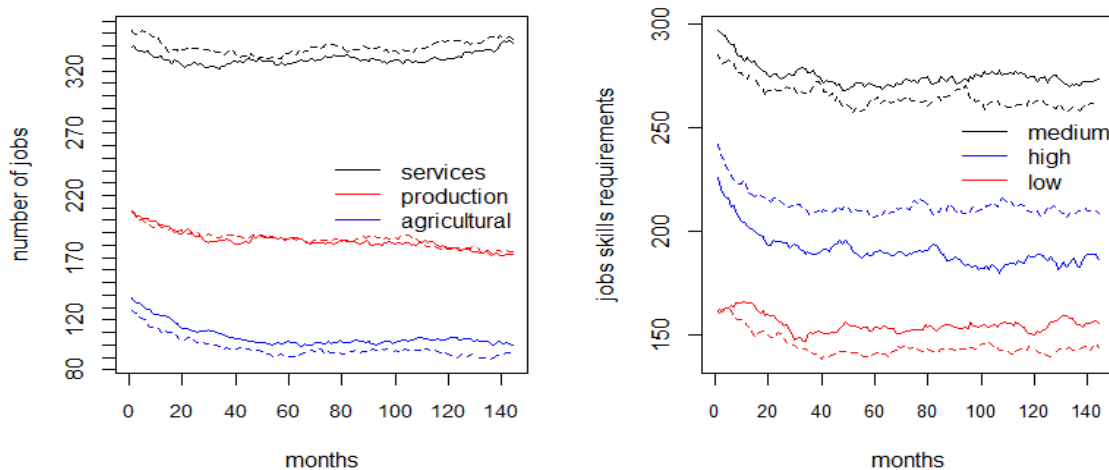 number of jobs
320
270
220
170
120
80
services
production
agricultural
0 20 40 60 80 100 120 140
months
jobs skills requirements
300
250
200
150
medium
high
low
0 20 40 60 80 100 120 140
months